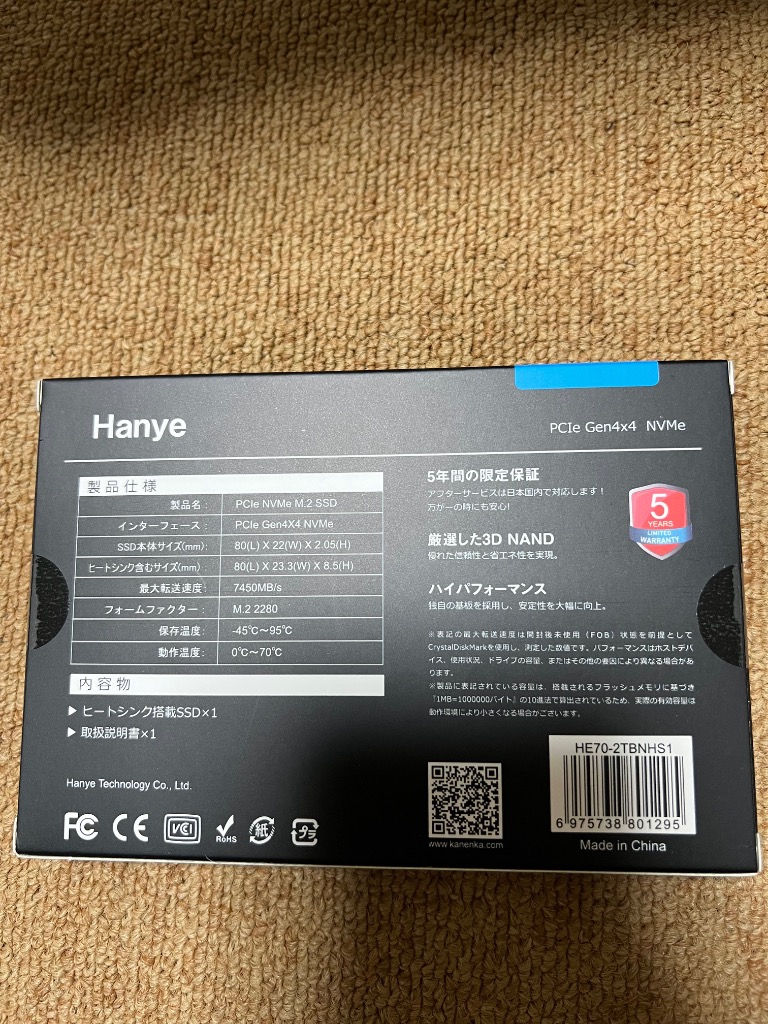 Hanye
PCIe Gen4x4 NVMe
製品仕様
製品名: PCIe NVMe M.2 SSD
インターフェース: PCIe Gen4X4 NVMe
SSD本体サイズ(mm): 80(L) X 22(W) X 2.05(H)
ヒートシンク含むサイズ(mm): 80(L) X 23.3(W) X 8.5(H)
最大転送速度: 7450MB/s
フォームファクター: M.2 2280
保存温度: -45℃~95℃
動作温度: 0℃~70℃
内容物
▶ ヒートシンク搭載SSD×1
▶ 取扱説明書×1
Hanye Technology Co., Ltd.
FC CE VCCI RoHS 紙 プラ
5年間の限定保証
アフターサービスは日本国内で対応します!
万が一の時にも安心!
5
YEARS
LIMITED
WARRANTY
厳選した3D NAND
優れた信頼性と省エネ性を実現。
ハイパフォーマンス
独自の基板を採用し、安定性を大幅に向上。
※表記の最大転送速度は開封後未使用（FOB）状態を前提として
CrystalDiskMarkを使用し、測定した数値です。パフォーマンスはホストデバ
イス、使用状況、ドライブの容量、またはその他の要因により異なる場合があ
ります。
※製品に表記されている容量は、搭載されるフラッシュメモリに基づき
『1MB=1000000バイト』の10進法で算出されているため、実際の有効容量は
動作環境により小さくなる場合がございます。
www.kanenka.com
HE70-2TBNHS1
6 975738 801295
Made in China